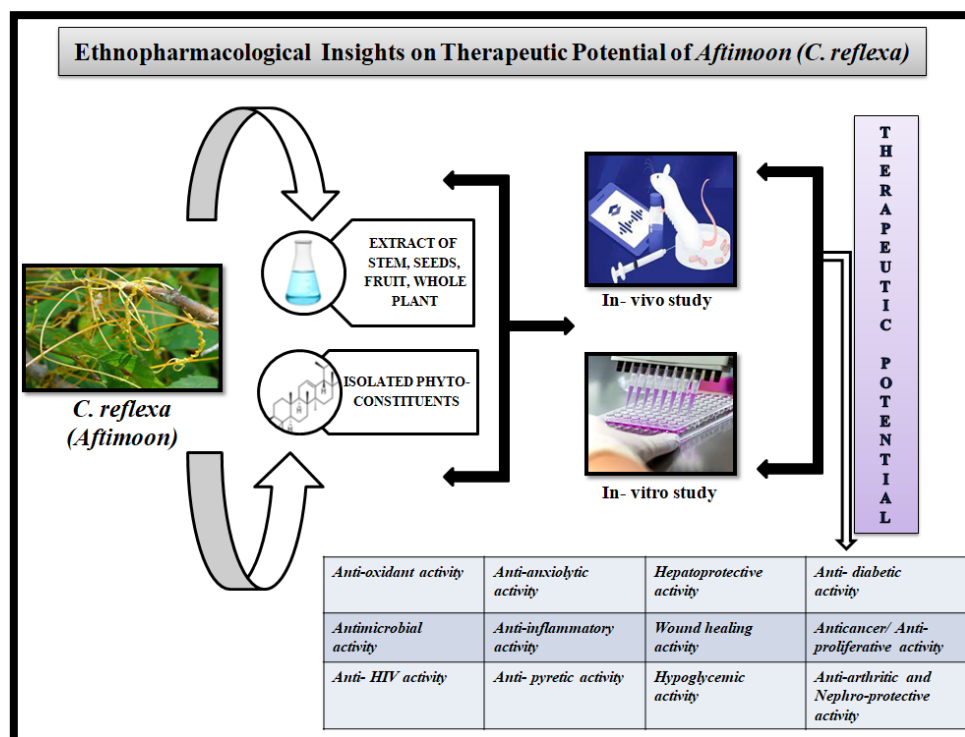 Ethnopharmacological Insights on Therapeutic Potential of Aftimoon (C. reflexa)
EXTRACT OF
STEM, SEEDS,
FRUIT, WHOLE
PLANT
ISOLATED PHYTO-
CONSTITUENTS
C. reflexa
(Aftimoon)
In- vivo study
In- vitro study
THERAPEUTIC POTENTIAL
Anti-oxidant activity
Anti-anxiolytic
activity
Hepatoprotective
activity
Anti- diabetic
activity
Antimicrobial
activity
Anti-inflammatory
activity
Wound healing
activity
Anticancer/ Anti-
proliferative activity
Anti- HIV activity
Anti- pyretic activity
Hypoglycemic
activity
Anti-arthritic and
Nephro-protective
activity